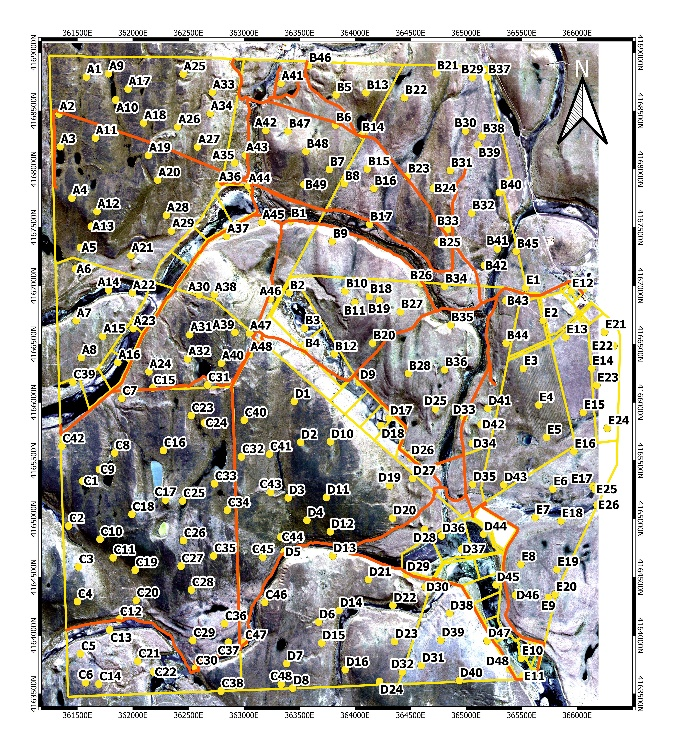 361500E 362000E 362500E 363000E 363500E 364000E 364500E 365000E 365500E 366000E
N
B46
A1 A9 A25 B21 B29 B37
A17 A33 A41 B5 B13 B22
A2 A10 A34 B6
A18 A26 A42 B47 B14 B30 B38
A3 A11 A27 A43 B48 B39
A19 A35 B7 B15 B23 B31
A20 A36 A44 B49 B8 B16 B24 B40
A4 A12 A28 B32
A13 A29 A37 A45 B1 B17 B33
A5 A21 B9 B25 B41 B45
A6 B26 B34 B42
A14 A22 A30 A38 A46 B2 B10 B18 B43 E1 E12
A7 A15 A23 A31 A39 A47 B3 B11 B19 B27 B35 E2 E13 E21
A8 A16 A32 A40 A48 B4 B12 B20 B44 E22
C39 A24 D9 B28 B36 E3 E14
C7 C15 C31 D1 E23
C23 C40 D17 D25 D33 D41 E4 E15
C42 C24 D18 D42 E24
C8 C16 C32 C41 D2 D10 D26 D34 E5 E16
C1 C9 C33 D19 D27 D35 D43 E17
C17 C25 C43 D3 D11 E6 E25
C2 C18 C34 D4 D20 E7 E26
C10 C26 C44 D12 D28 D36 D44 E18
C3 C11 C27 C35 C45 D5 D13 D37 E8
C19 D21 D29 D45 E19
C4 C20 C28 C46 D14 D22 D30 D46 E20
C12 C36 D6 D38 E9
C5 C13 C29 C37 C47 D15 D23 D39 D47
C21 C30 D7 D31 D48 E10
C6 C14 C22 C38 C48 D8 D16 D24 D32 D40 E11
361500E 362000E 362500E 363000E 363500E 364000E 364500E 365000E 365500E 366000E